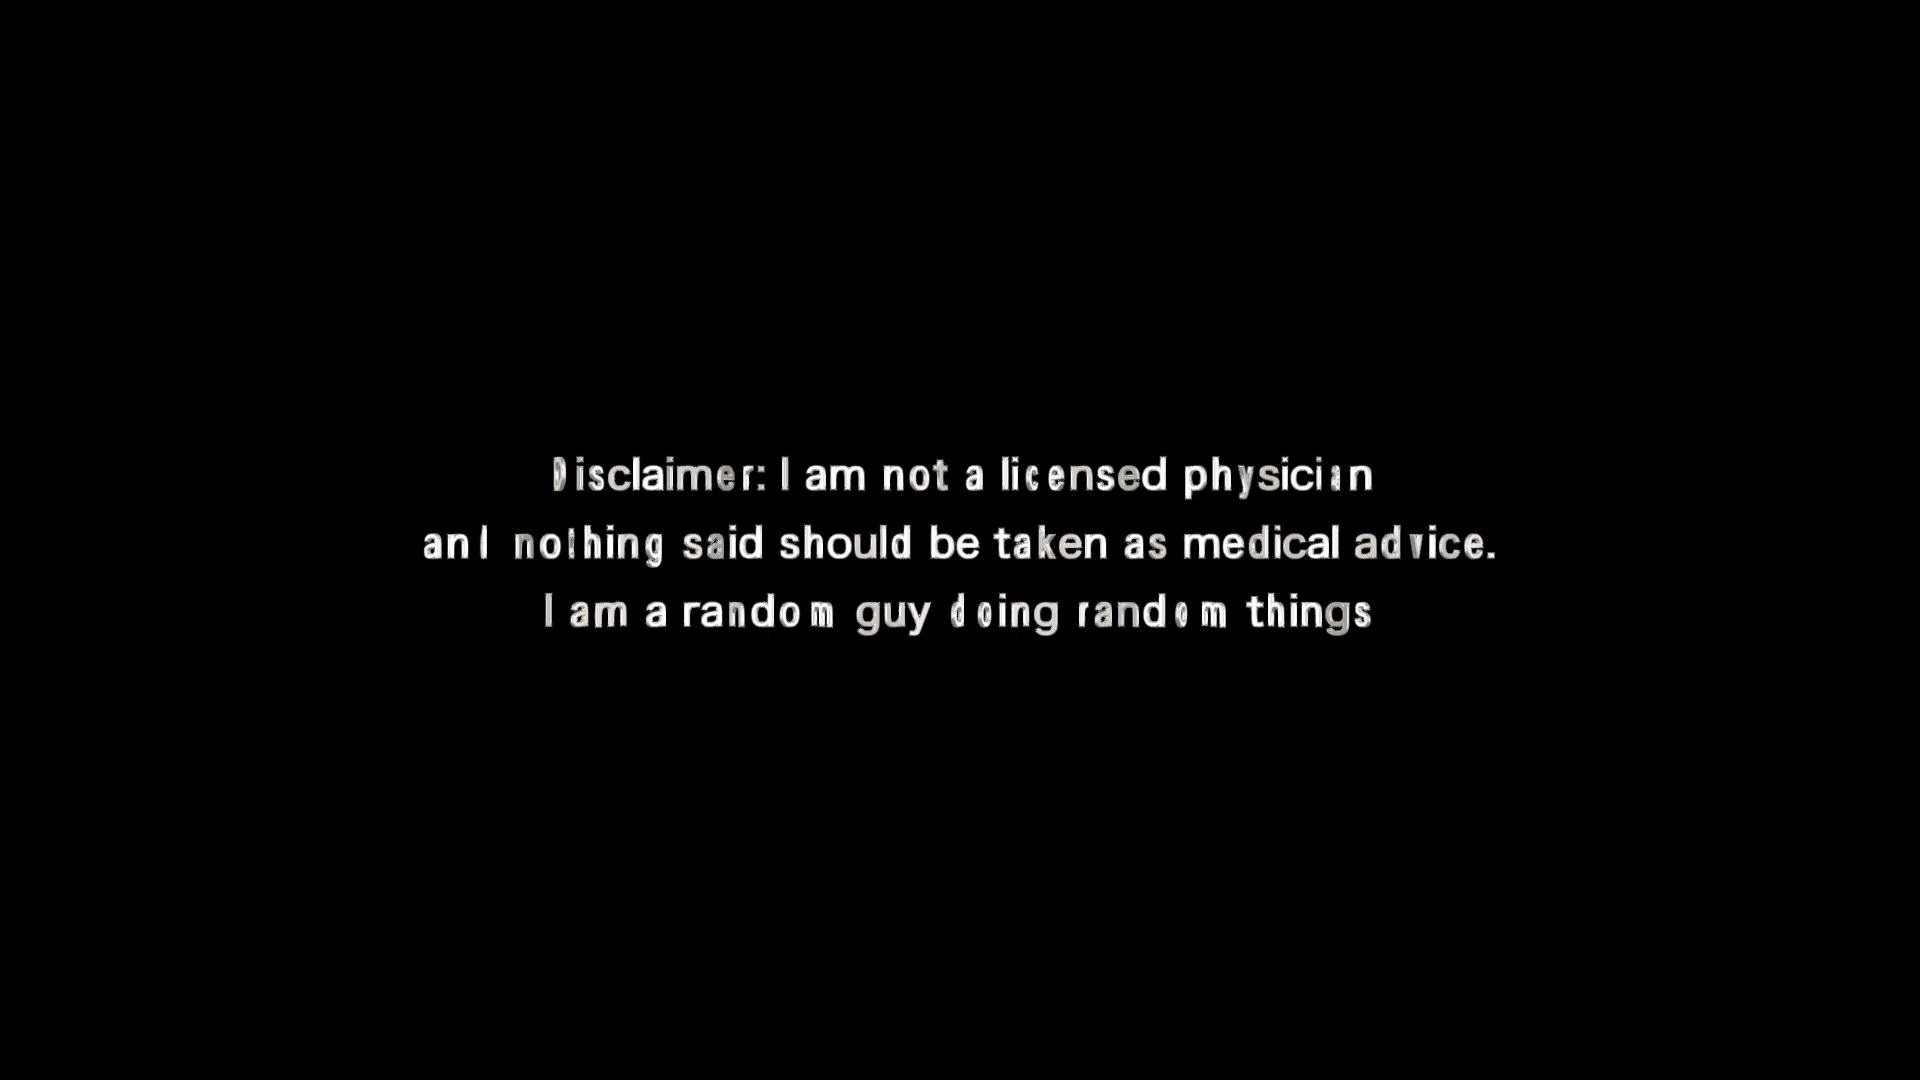 Disclaimer: I am not a licensed physician
and nothing said should be taken as medical advice.
I am a random guy doing random things